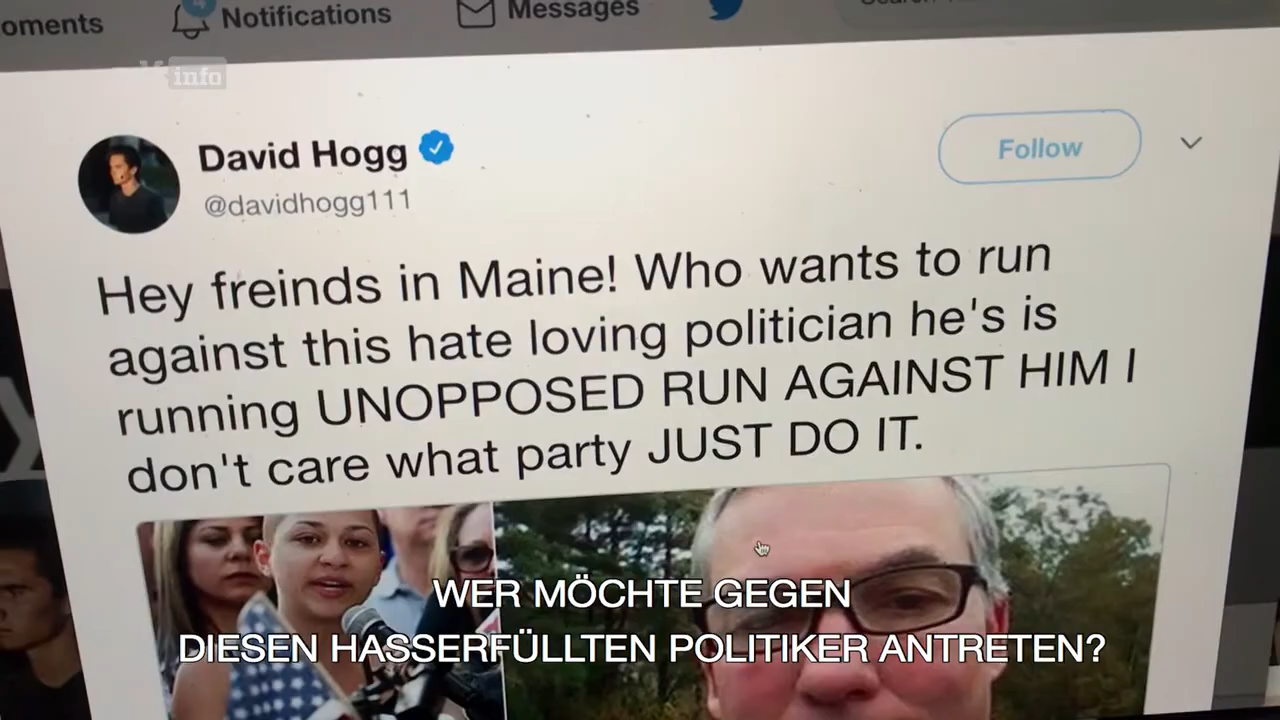 oments
4
Notifications
Messages
info
David Hogg
@davidhogg111
Follow
Hey freinds in Maine! Who wants to run
against this hate loving politician he's is
running UNOPPOSED RUN AGAINST HIM I
don't care what party JUST DO IT.
WER MÖCHTE GEGEN
DIESEN HASSERFÜLLTEN POLITIKER ANTRETEN?